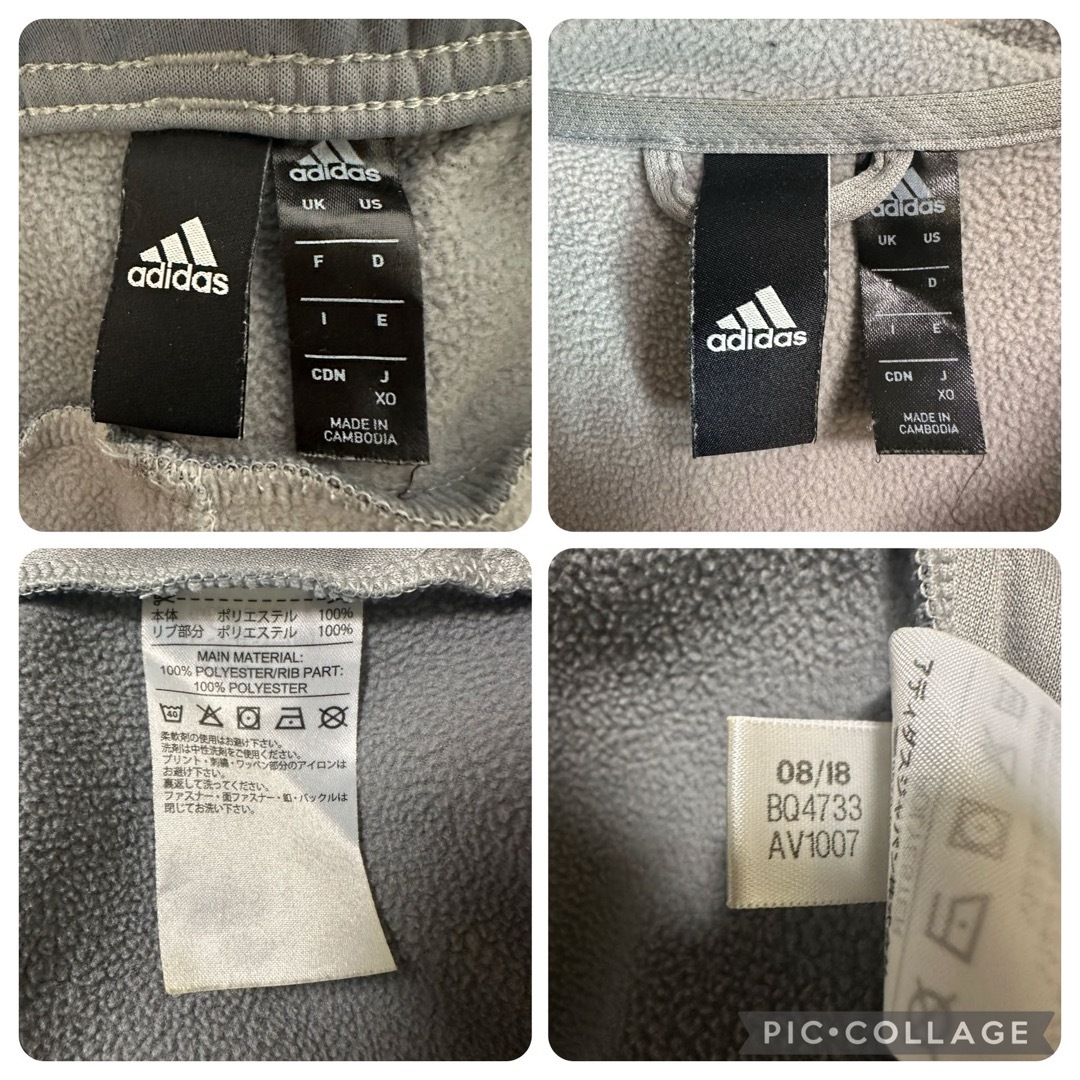 adidas
adidas
UK US
F D
I E
CDN J
XO
MADE IN
CAMBODIA
adidas
adidas
UK US
D
I E
CDN J
XO
MADE IN
CAMBODIA
本体 ポリエステル 100%
リブ部分 ポリエステル 100%
MAIN MATERIAL:
100% POLYESTER/RIB PART:
100% POLYESTER
40
柔軟剤の使用はお避け下さい。
洗剤は中性洗剤をご使用ください。
プリント・刺繍・ワッペン部分のアイロンは
お避け下さい。
裏返して洗ってください。
ファスナー・面ファスナー・釦・バックルは
閉じてお洗い下さい。
08/18
BQ4733
AV1007
PIC•COLLAGE